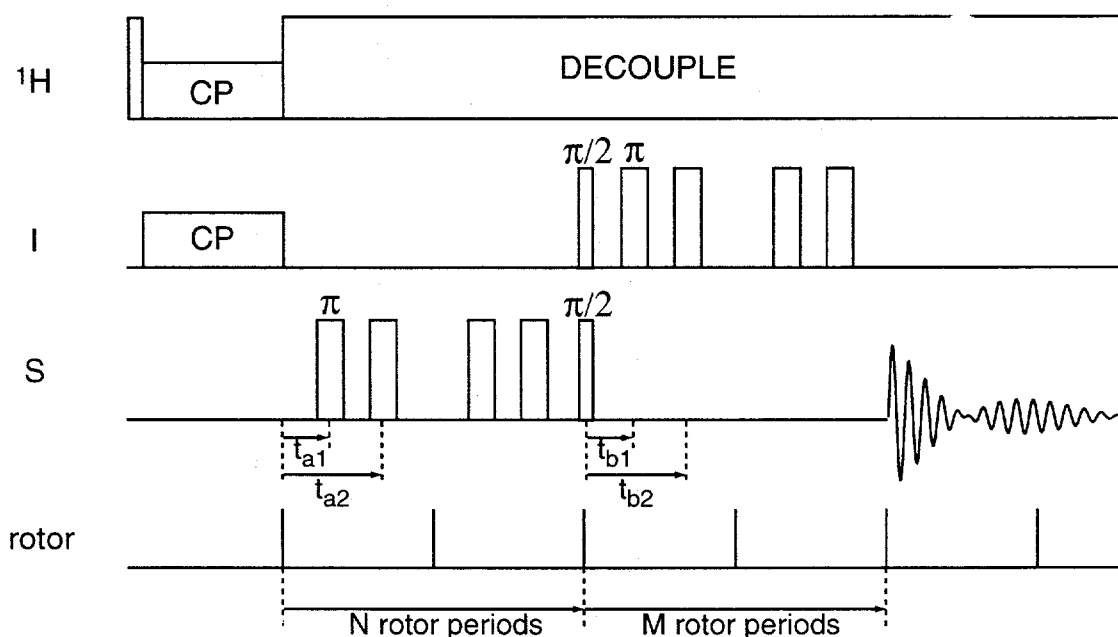 ¹H
CP
DECOUPLE
π/2 π
I
CP
π
π/2
S
t_a1
t_b1
t_a2
t_b2
rotor
N rotor periods
M rotor periods